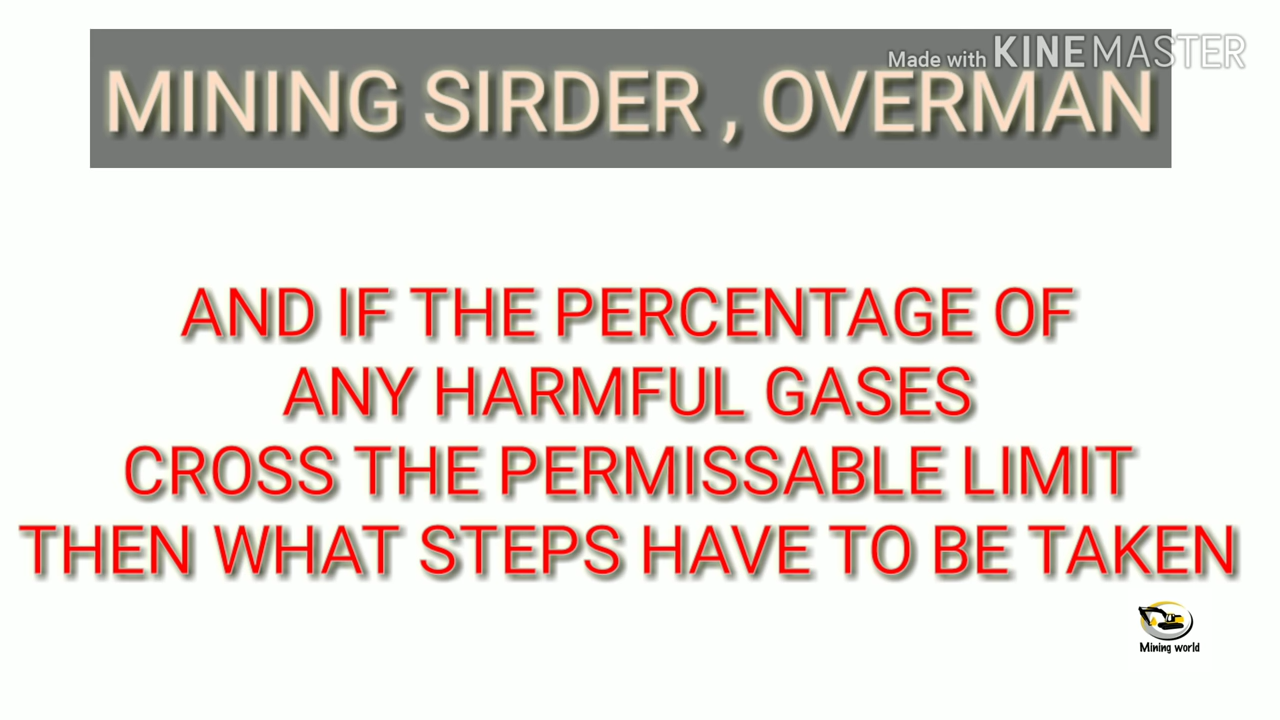 Made with KINEMASTER
MINING SIRDER , OVERMAN
AND IF THE PERCENTAGE OF
ANY HARMFUL GASES
CROSS THE PERMISSABLE LIMIT
THEN WHAT STEPS HAVE TO BE TAKEN
Mining world